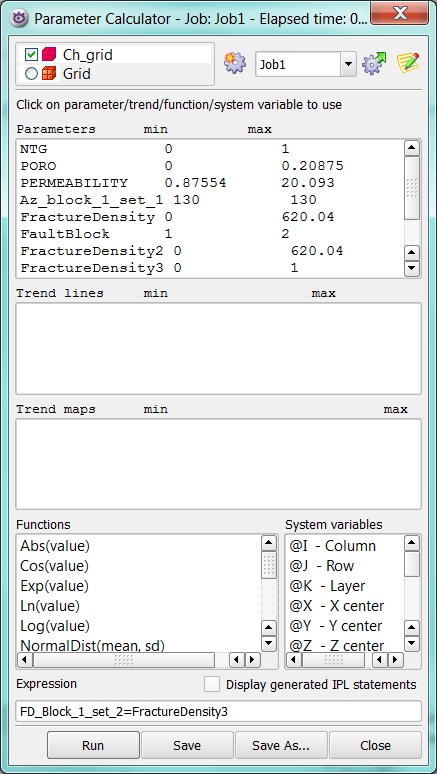 Parameter Calculator - Job: Job1 - Elapsed time: 0...
Ch_grid
Grid
Job1
Click on parameter/trend/function/system variable to use
Parameters min max
NTG 0 1
PORO 0 0.20875
PERMEABILITY 0.87554 20.093
Az_block_1_set_1 130 130
FractureDensity 0 620.04
FaultBlock 1 2
FractureDensity2 0 620.04
FractureDensity3 0 1
Trend lines min max
Trend maps min max
Functions
Abs(value)
Cos(value)
Exp(value)
Ln(value)
Log(value)
NormalDist(mean, sd)
System variables
@I - Column
@J - Row
@K - Layer
@X - X center
@Y - Y center
@Z - Z center
Expression
Display generated IPL statements
FD_Block_1_set_2=FractureDensity3
Run Save Save As... Close